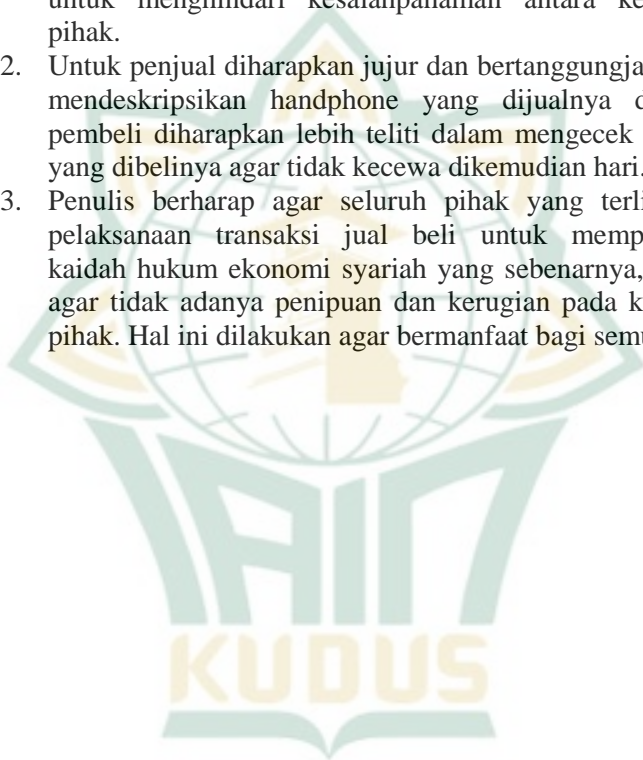 untuk menghindari kesalahpahaman antara ke
pihak.
2. Untuk penjual diharapkan jujur dan bertanggungja
mendeskripsikan handphone yang dijualnya d
pembeli diharapkan lebih teliti dalam mengecek
yang dibelinya agar tidak kecewa dikemudian hari.
3. Penulis berharap agar seluruh pihak yang terli
pelaksanaan transaksi jual beli untuk memp
kaidah hukum ekonomi syariah yang sebenarnya,
agar tidak adanya penipuan dan kerugian pada k
pihak. Hal ini dilakukan agar bermanfaat bagi semu
IAIN
KUDUS